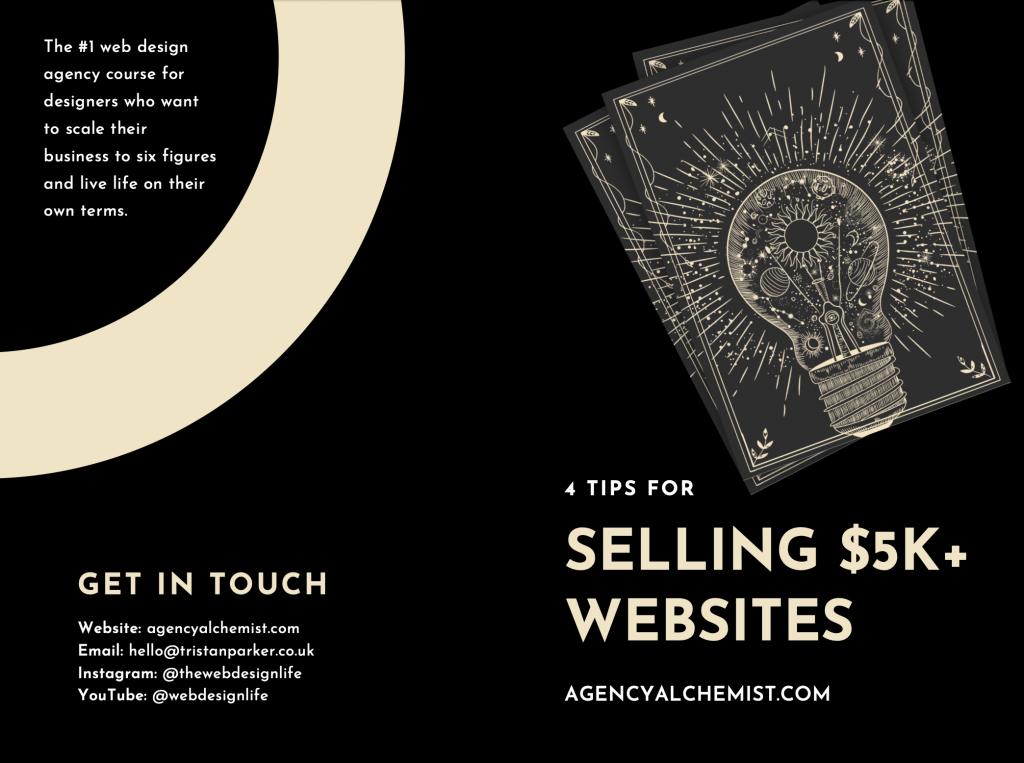 The #1 web design
agency course for
designers who want
to scale their
business to six figures
and live life on their
own terms.
GET IN TOUCH
Website: agencyalchemist.com
Email: hello@tristanparker.co.uk
Instagram: @thewebdesignlife
YouTube: @webdesignlife
4 TIPS FOR
SELLING $5K+
WEBSITES
AGENCYALCHEMIST.COM